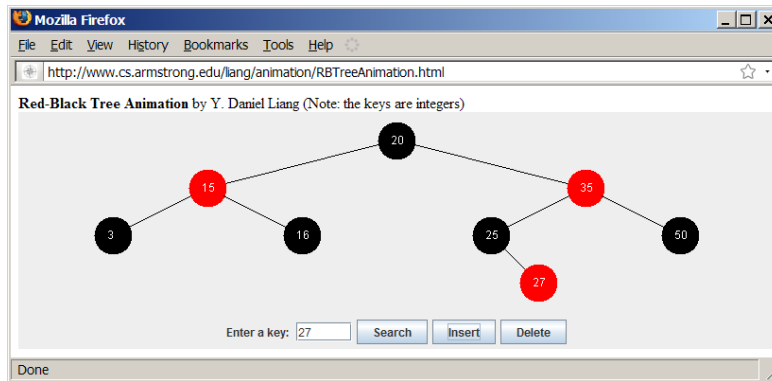 Mozilla Firefox
File Edit View History Bookmarks Tools Help
http://www.cs.armstrong.edu/liang/animation/RBTreeAnimation.html
Red-Black Tree Animation by Y. Daniel Liang (Note: the keys are integers)
20
15 35
3 16 25 50
27
Enter a key: 27 Search Insert Delete
Done